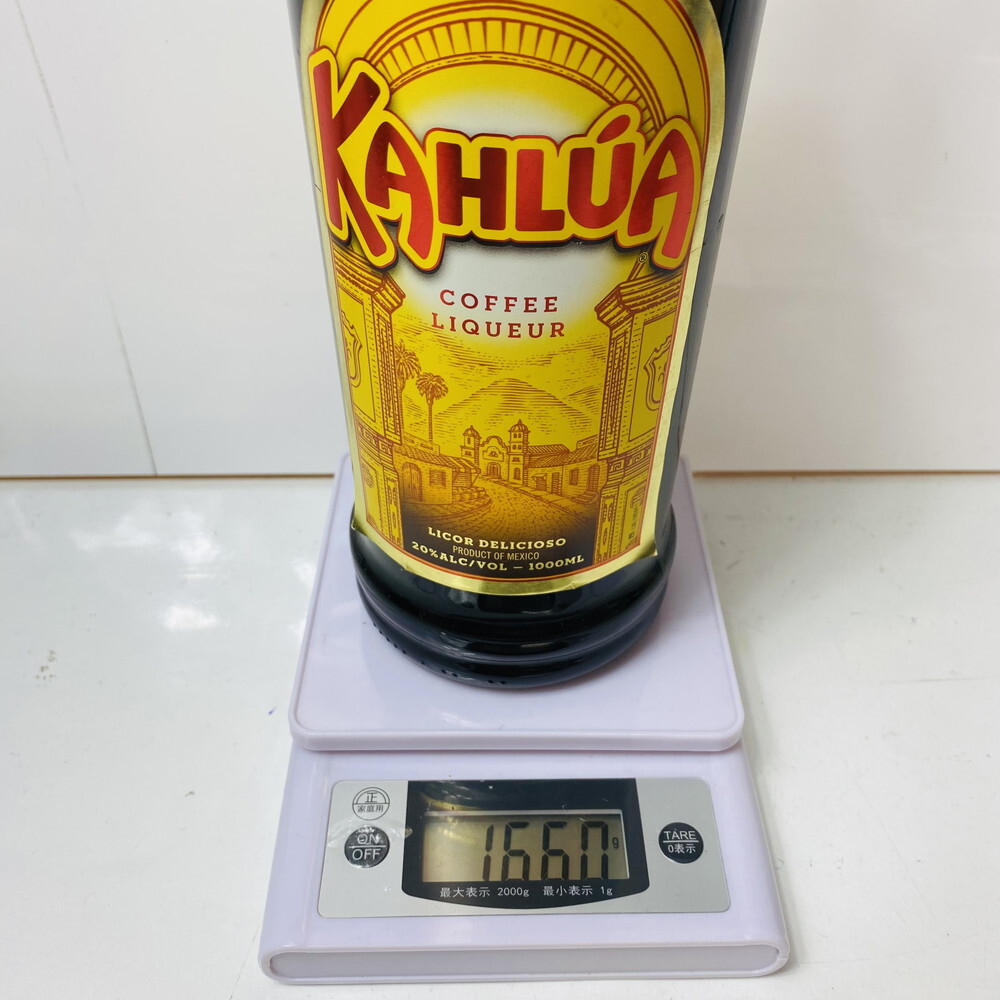 KAHLÚA
®
COFFEE
LIQUEUR
LICOR DELICIOSO
PRODUCT OF MEXICO
20%ALC/VOL — 1000ML
正
家庭用
ON
OFF
1660g
TARE
0表示
最大表示 2000g 最小表示 1g